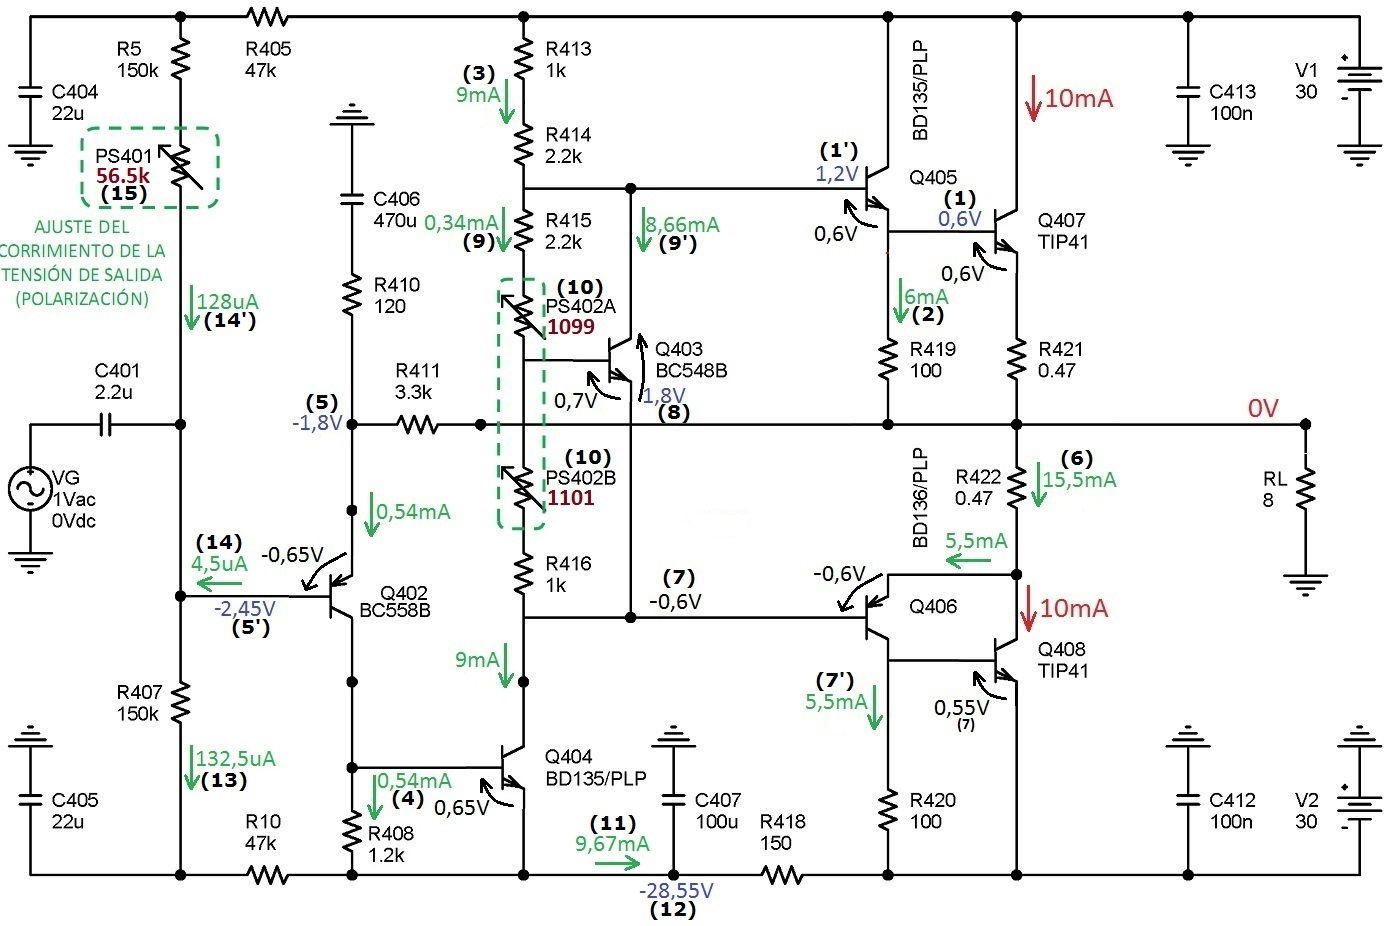 R5
150k
R405
47k
C404
22u
PS401
56.5k
(15)
AJUSTE DEL
CORRIMIENTO DE LA
TENSIÓN DE SALIDA
(POLARIZACIÓN)
128uA
(14')
C401
2.2u
VG
1Vac
0Vdc
(14)
4,5uA
-2,45V
(5')
R407
150k
132,5uA
(13)
C405
22u
R10
47k
C406
470u
R410
120
(5)
-1,8V
R411
3.3k
0,54mA
-0,65V
Q402
BC558B
0,54mA
(4)
R408
1.2k
(3)
9mA
R413
1k
R414
2.2k
0,34mA
(9)
R415
2.2k
8,66mA
(9')
(10)
PS402A
1099
Q403
BC548B
0,7V
1,8V
(8)
(10)
PS402B
1101
R416
1k
(7)
-0,6V
9mA
Q404
BD135/PLP
0,65V
(11)
9,67mA
-28,55V
(12)
C407
100u
R418
150
(1')
1,2V
BD135/PLP
Q405
0,6V
(1)
0,6V
0,6V
10mA
Q407
TIP41
6mA
(2)
R419
100
R421
0.47
0V
BD136/PLP
R422
0.47
(6)
15,5mA
5,5mA
-0,6V
Q406
10mA
Q408
TIP41
(7')
5,5mA
0,55V
(7)
R420
100
C413
100n
V1
30
+
-
RL
8
C412
100n
V2
30
+
-